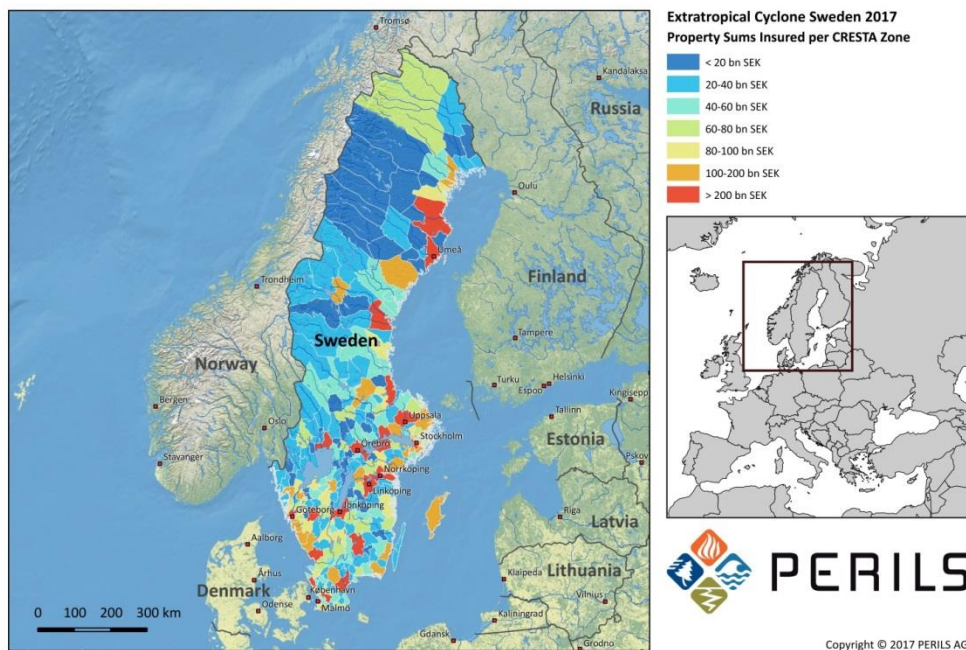 Extratropical Cyclone Sweden 2017
Property Sums Insured per CRESTA Zone
< 20 bn SEK
20-40 bn SEK
40-60 bn SEK
60-80 bn SEK
80-100 bn SEK
100-200 bn SEK
> 200 bn SEK
Tromsø
Kandalaksa
Russia
Oulu
Umeå
Trondheim
Finland
Sweden
Tampere
Norway
Turku
Helsinki
Espoo
Kingisepp
Bergen
Uppsala
Tallinn
Oslo
Stockholm
Örebro
Estonia
Stavanger
Norrköping
Pskov
Linköping
Göteborg
Jönköping
Riga
Latvia
Aalborg
Århus
Klaipeda
Lithuania
Denmark
København
Malmö
Odense
Vilnius
Kaliningrad
Gdansk
Grodno
0 100 200 300 km
PERILS
Copyright © 2017 PERILS AG